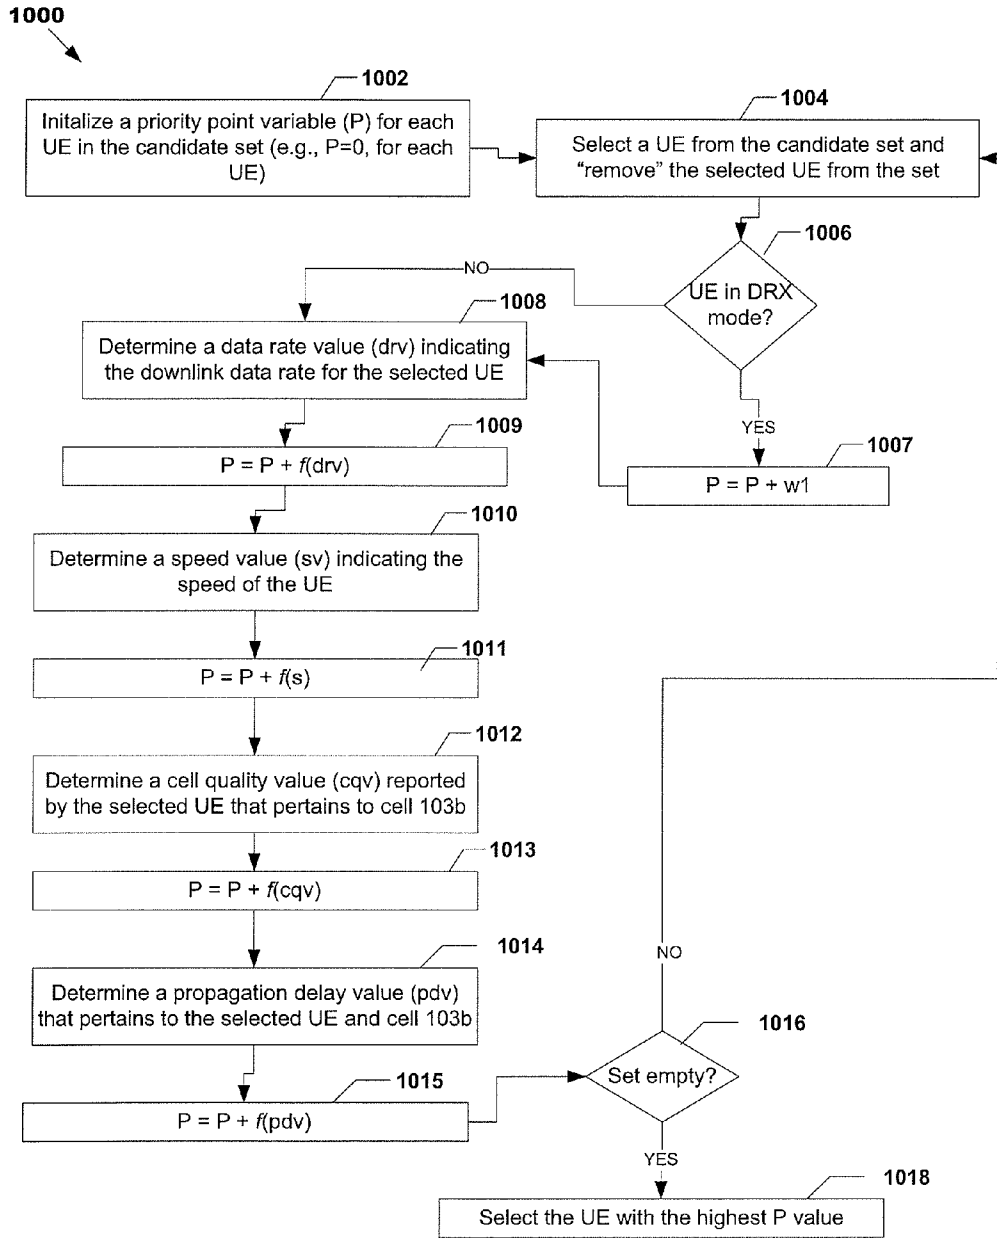 1000
1002
Initalize a priority point variable (P) for each
UE in the candidate set (e.g., P=0, for each
UE)
1004
Select a UE from the candidate set and
“remove” the selected UE from the set
1006
UE in DRX
mode?
NO
YES
1007
P = P + w1
1008
Determine a data rate value (drv) indicating
the downlink data rate for the selected UE
1009
P = P + f(drv)
1010
Determine a speed value (sv) indicating the
speed of the UE
1011
P = P + f(s)
1012
Determine a cell quality value (cqv) reported
by the selected UE that pertains to cell 103b
1013
P = P + f(cqv)
1014
Determine a propagation delay value (pdv)
that pertains to the selected UE and cell 103b
1015
P = P + f(pdv)
1016
Set empty?
NO
YES
1018
Select the UE with the highest P value